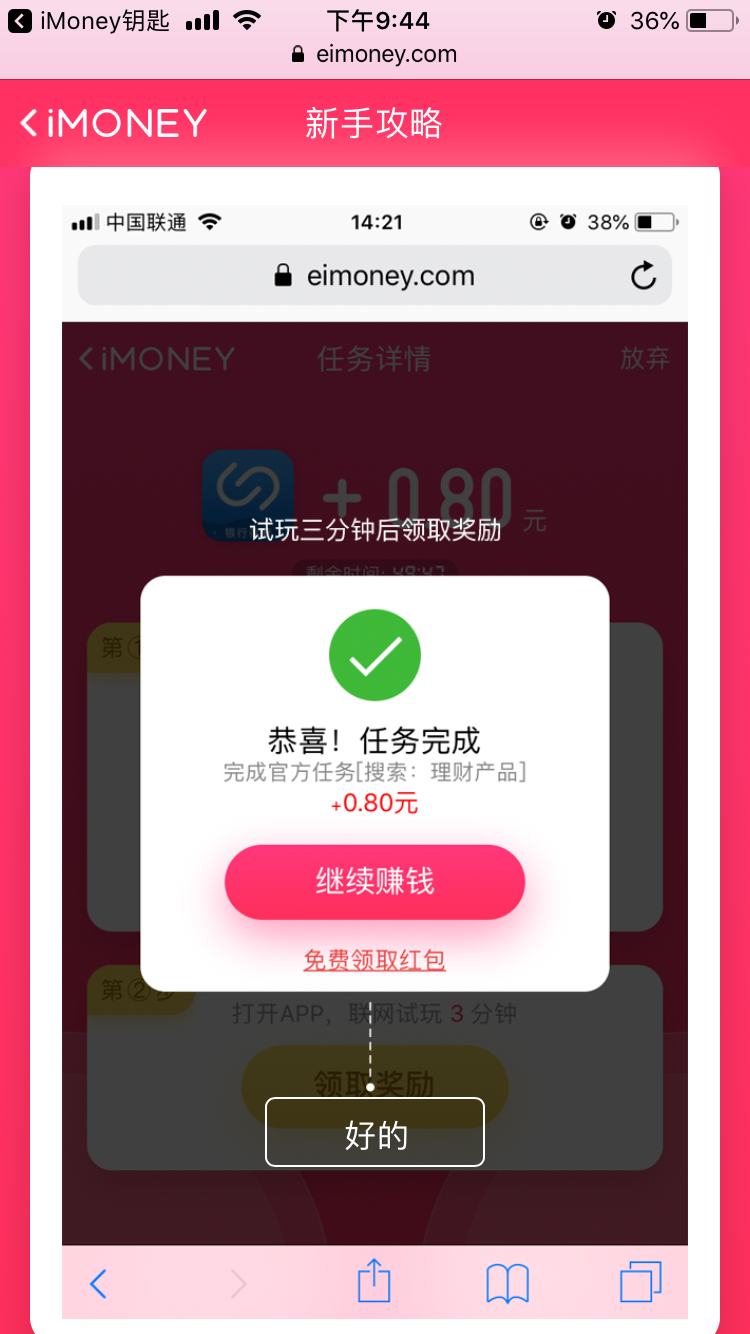 iMoney钥匙 下午9:44 36%
eimoney.com
iMONEY 新手攻略
中国联通 14:21 38%
eimoney.com
iMONEY 任务详情 放弃
+0.80元
试玩三分钟后领取奖励
剩余时间:
第①
恭喜！任务完成
完成官方任务[搜索：理财产品]
+0.80元
继续赚钱
免费领取红包
第②步
打开APP，联网试玩 3 分钟
领取奖励
好的